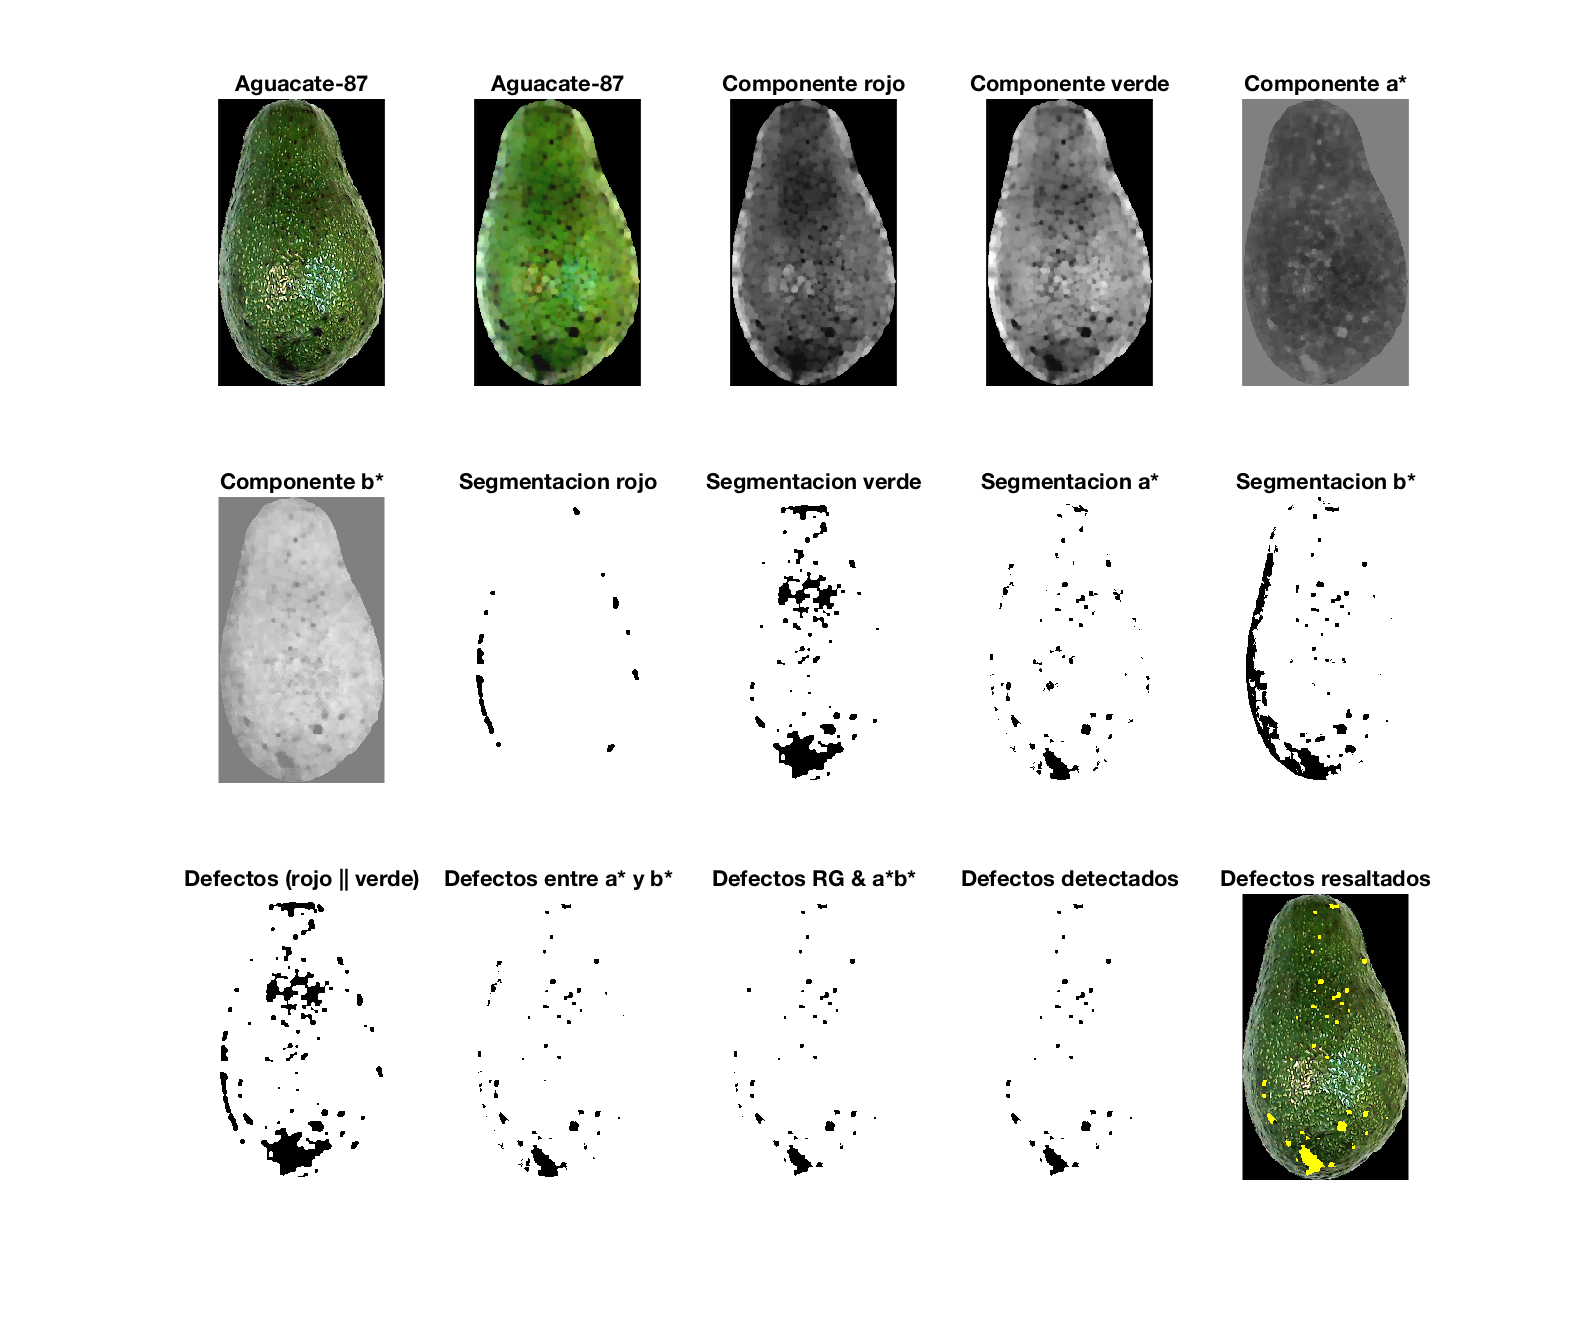 Aguacate-87
Aguacate-87
Componente rojo
Componente verde
Componente a*
Componente b*
Segmentacion rojo
Segmentacion verde
Segmentacion a*
Segmentacion b*
Defectos (rojo || verde)
Defectos entre a* y b*
Defectos RG & a*b*
Defectos detectados
Defectos resaltados